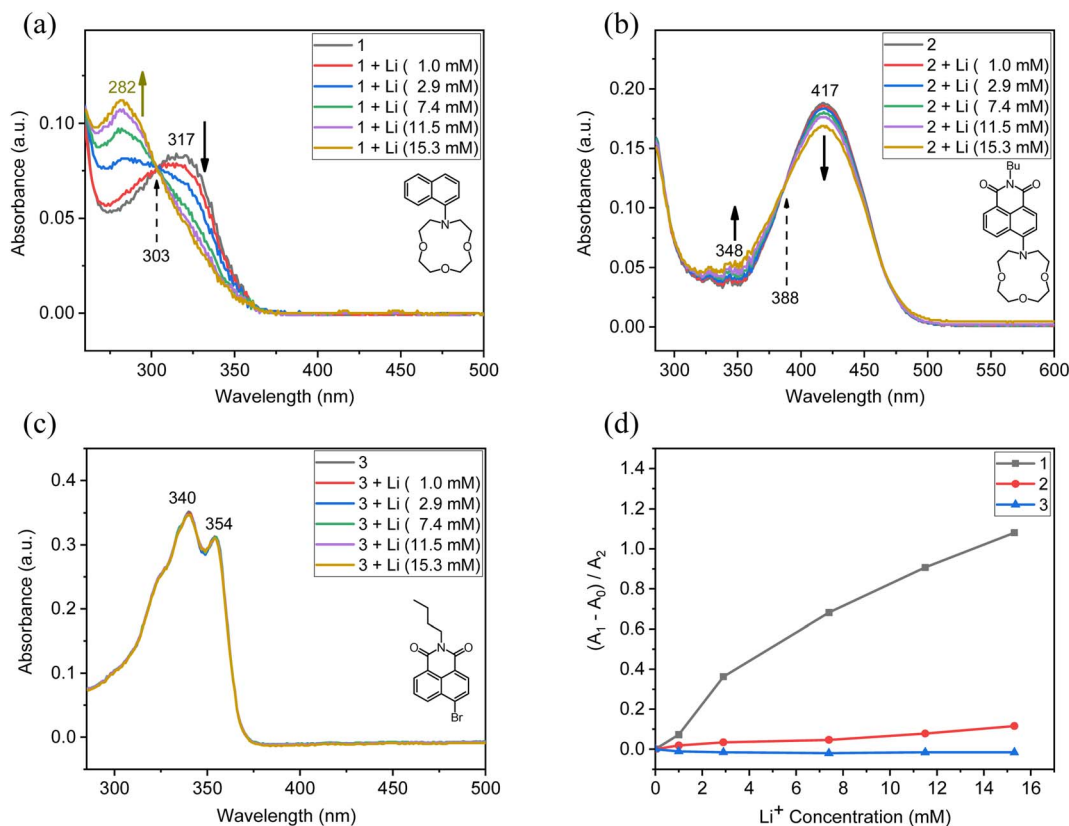 (a)
Absorbance (a.u.)
0.10
0.05
0.00
300
350
400
450
500
Wavelength (nm)
282
317
303
1
1 + Li ( 1.0 mM)
1 + Li ( 2.9 mM)
1 + Li ( 7.4 mM)
1 + Li (11.5 mM)
1 + Li (15.3 mM)
N
O
O
O
(b)
Absorbance (a.u.)
0.20
0.15
0.10
0.05
0.00
300
350
400
450
500
550
600
Wavelength (nm)
417
348
388
2
2 + Li ( 1.0 mM)
2 + Li ( 2.9 mM)
2 + Li ( 7.4 mM)
2 + Li (11.5 mM)
2 + Li (15.3 mM)
Bu
O N O
N
O
O
O
(c)
Absorbance (a.u.)
0.4
0.3
0.2
0.1
0.0
300
350
400
450
500
Wavelength (nm)
340
354
3
3 + Li ( 1.0 mM)
3 + Li ( 2.9 mM)
3 + Li ( 7.4 mM)
3 + Li (11.5 mM)
3 + Li (15.3 mM)
O N O
Br
(d)
(A₁ - A₀) / A₂
1.4
1.2
1.0
0.8
0.6
0.4
0.2
0.0
0
2
4
6
8
10
12
14
16
Li⁺ Concentration (mM)
1
2
3